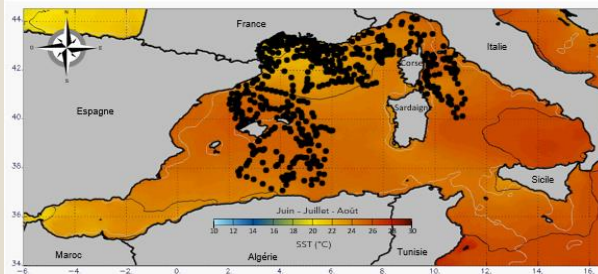 44.
42.
40.
38.
36.
34.
France
Italie
Corse
Espagne
Sardaign
Sicile
Juin - Juillet - Août
10 12 14 16 18 20 22 24 26 28 30
SST (°C)
Maroc
Algérie
Tunisie
-6. -4. -2. 0. 2. 4. 6. 8. 10. 12. 14. 16.